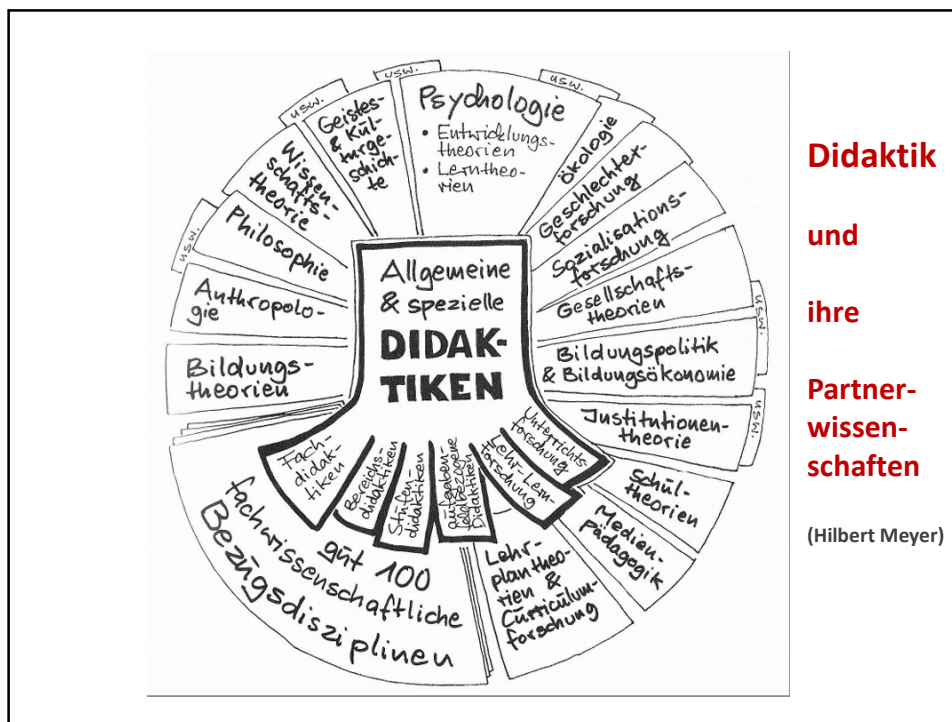 usw.
Psychologie
• Entwicklungs-
theorien
• Lerntheo-
rien
usw.
ökologie
Geschlechter-
forschung
Sozialisations-
forschung
Gesellschafts-
theorien
usw.
Bildungspolitik
& Bildungsökonomie
usw.
Institutionen-
theorie
Schul-
theorien
Medien-
pädagogik
Lehr-
plantheo-
rien &
Curriculum-
forschung
gut 100
fachwissenschaftliche
Bezugsdisziplinen
Bildungs-
theorien
Anthropolo-
gie
usw.
Philosophie
Wissen-
schafts-
theorie
usw.
Geistes-
& Kul-
turge-
schich-
te
Allgemeine
& spezielle
DIDAK-
TIKEN
Fach-
didak-
tiken
Bereichs-
didaktiken
Stufen-
didaktiken
aufgaben-
feldbezogene
Didaktiken
Lehr-Lern-
forschung
Unterrichts-
forschung
Didaktik
und
ihre
Partner-
wissen-
schaften
(Hilbert Meyer)